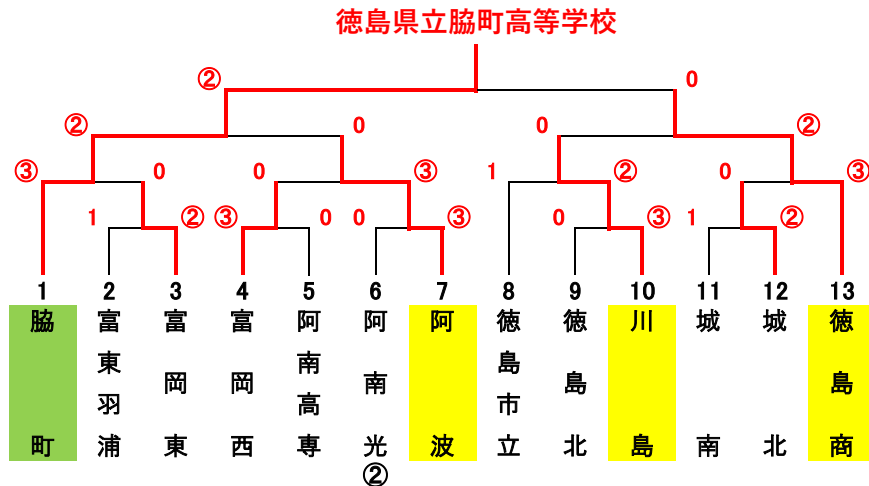 徳島県立脇町高等学校
② 0
② 0 0 ②
③ 0 0 ③ 1 ② 0 ③
1 ② ③ 0 0 ③ 0 ③ 1 ②
1 2 3 4 5 6 7 8 9 10 11 12 13
脇町
富東羽浦
富岡東
富岡西
阿南高専
阿南光②
阿波
徳島市立
徳島北
川島
城南
城北
徳島商